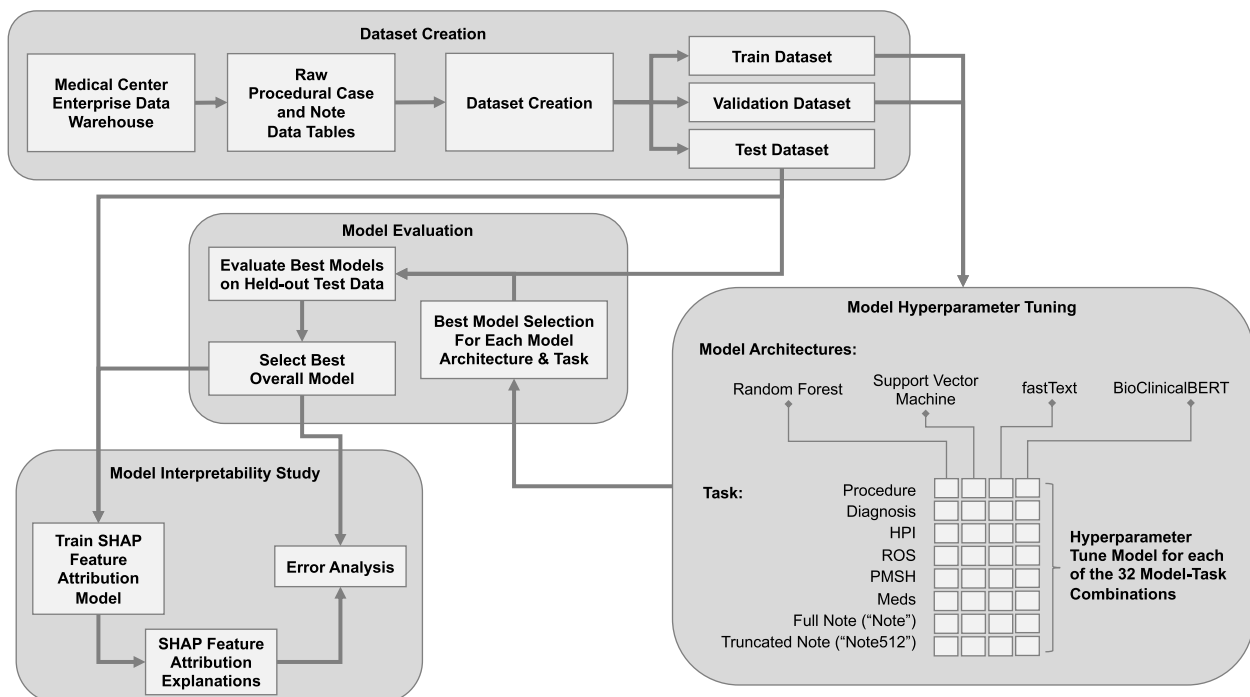 Dataset Creation
Medical Center
Enterprise Data
Warehouse
Raw
Procedural Case
and Note
Data Tables
Dataset Creation
Train Dataset
Validation Dataset
Test Dataset
Model Evaluation
Evaluate Best Models
on Held-out Test Data
Best Model Selection
For Each Model
Architecture & Task
Select Best
Overall Model
Model Interpretability Study
Train SHAP
Feature
Attribution
Model
Error Analysis
SHAP Feature
Attribution
Explanations
Model Hyperparameter Tuning
Model Architectures:
Random Forest
Support Vector
Machine
fastText
BioClinicalBERT
Task:
Procedure
Diagnosis
HPI
ROS
PMSH
Meds
Full Note (“Note”)
Truncated Note (“Note512”)
Hyperparameter
Tune Model for each
of the 32 Model-Task
Combinations